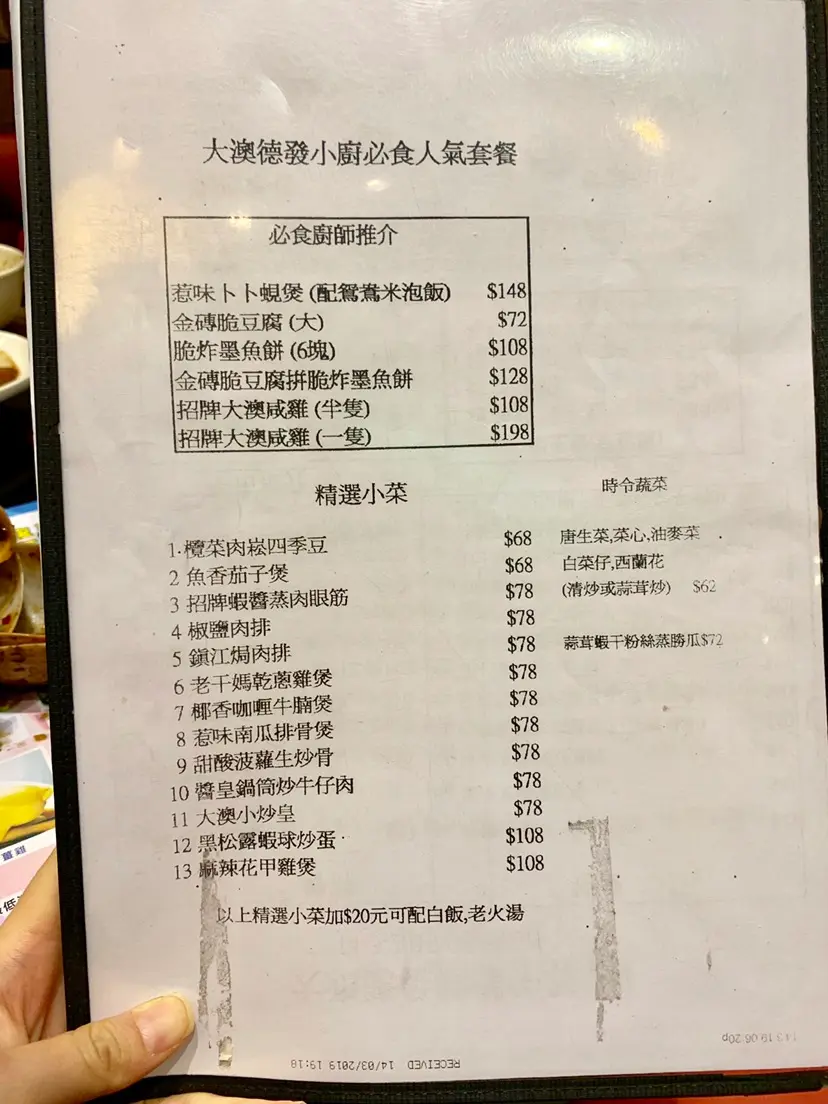 大澳德發小廚必食人氣套餐
必食廚師推介
惹味卜卜蜆煲 (配鴛鴦米泡飯) $148
金磚脆豆腐 (大) $72
脆炸墨魚餅 (6塊) $108
金磚脆豆腐拼脆炸墨魚餅 $128
招牌大澳咸雞 (半隻) $108
招牌大澳咸雞 (一隻) $198
精選小菜
1. 欖菜肉崧四季豆 $68
2 魚香茄子煲 $68
3 招牌蝦醬蒸肉眼筋 $78
4 椒鹽肉排 $78
5 鎮江焗肉排 $78
6 老干媽乾蔥雞煲 $78
7 椰香咖喱牛腩煲 $78
8 惹味南瓜排骨煲 $78
9 甜酸菠蘿生炒骨 $78
10 醬皇鍋筒炒牛仔肉 $78
11 大澳小炒皇 $78
12 黑松露蝦球炒蛋 $108
13 麻辣花甲雞煲 $108
以上精選小菜加$20元可配白飯,老火湯
時令蔬菜
唐生菜,菜心,油麥菜
白菜仔,西蘭花
(清炒或蒜茸炒) $62
蒜茸蝦干粉絲蒸勝瓜$72
RECEIVED 14/03/2019 19:18
薑雞